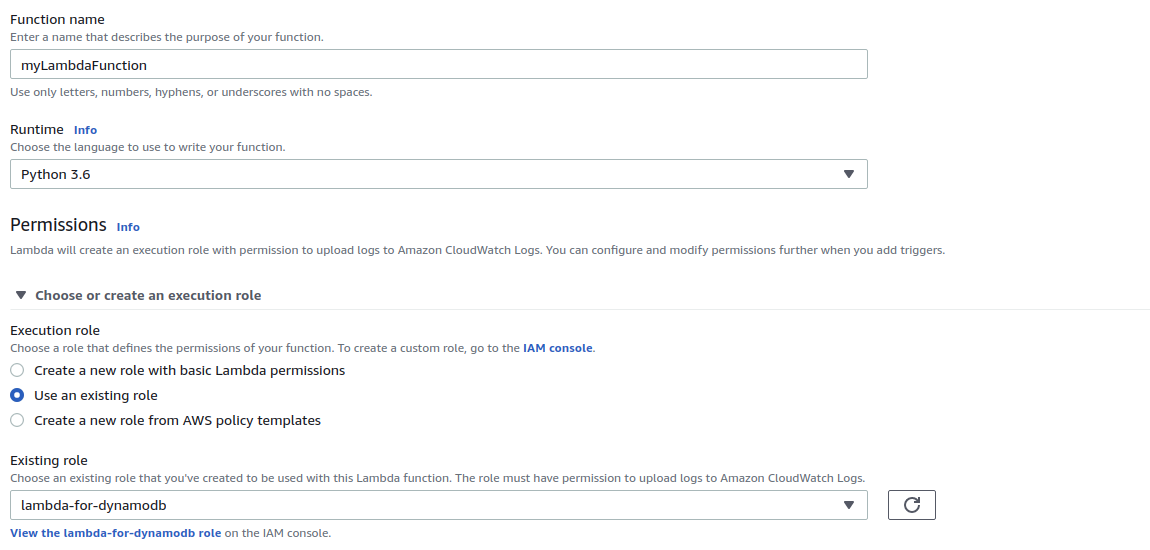 Function name
Enter a name that describes the purpose of your function.
myLambdaFunction
Use only letters, numbers, hyphens, or underscores with no spaces.
Runtime Info
Choose the language to use to write your function.
Python 3.6
Permissions Info
Lambda will create an execution role with permission to upload logs to Amazon CloudWatch Logs. You can configure and modify permissions further when you add triggers.
Choose or create an execution role
Execution role
Choose a role that defines the permissions of your function. To create a custom role, go to the IAM console.
Create a new role with basic Lambda permissions
Use an existing role
Create a new role from AWS policy templates
Existing role
Choose an existing role that you've created to be used with this Lambda function. The role must have permission to upload logs to Amazon CloudWatch Logs.
lambda-for-dynamodb
View the lambda-for-dynamodb role on the IAM console.